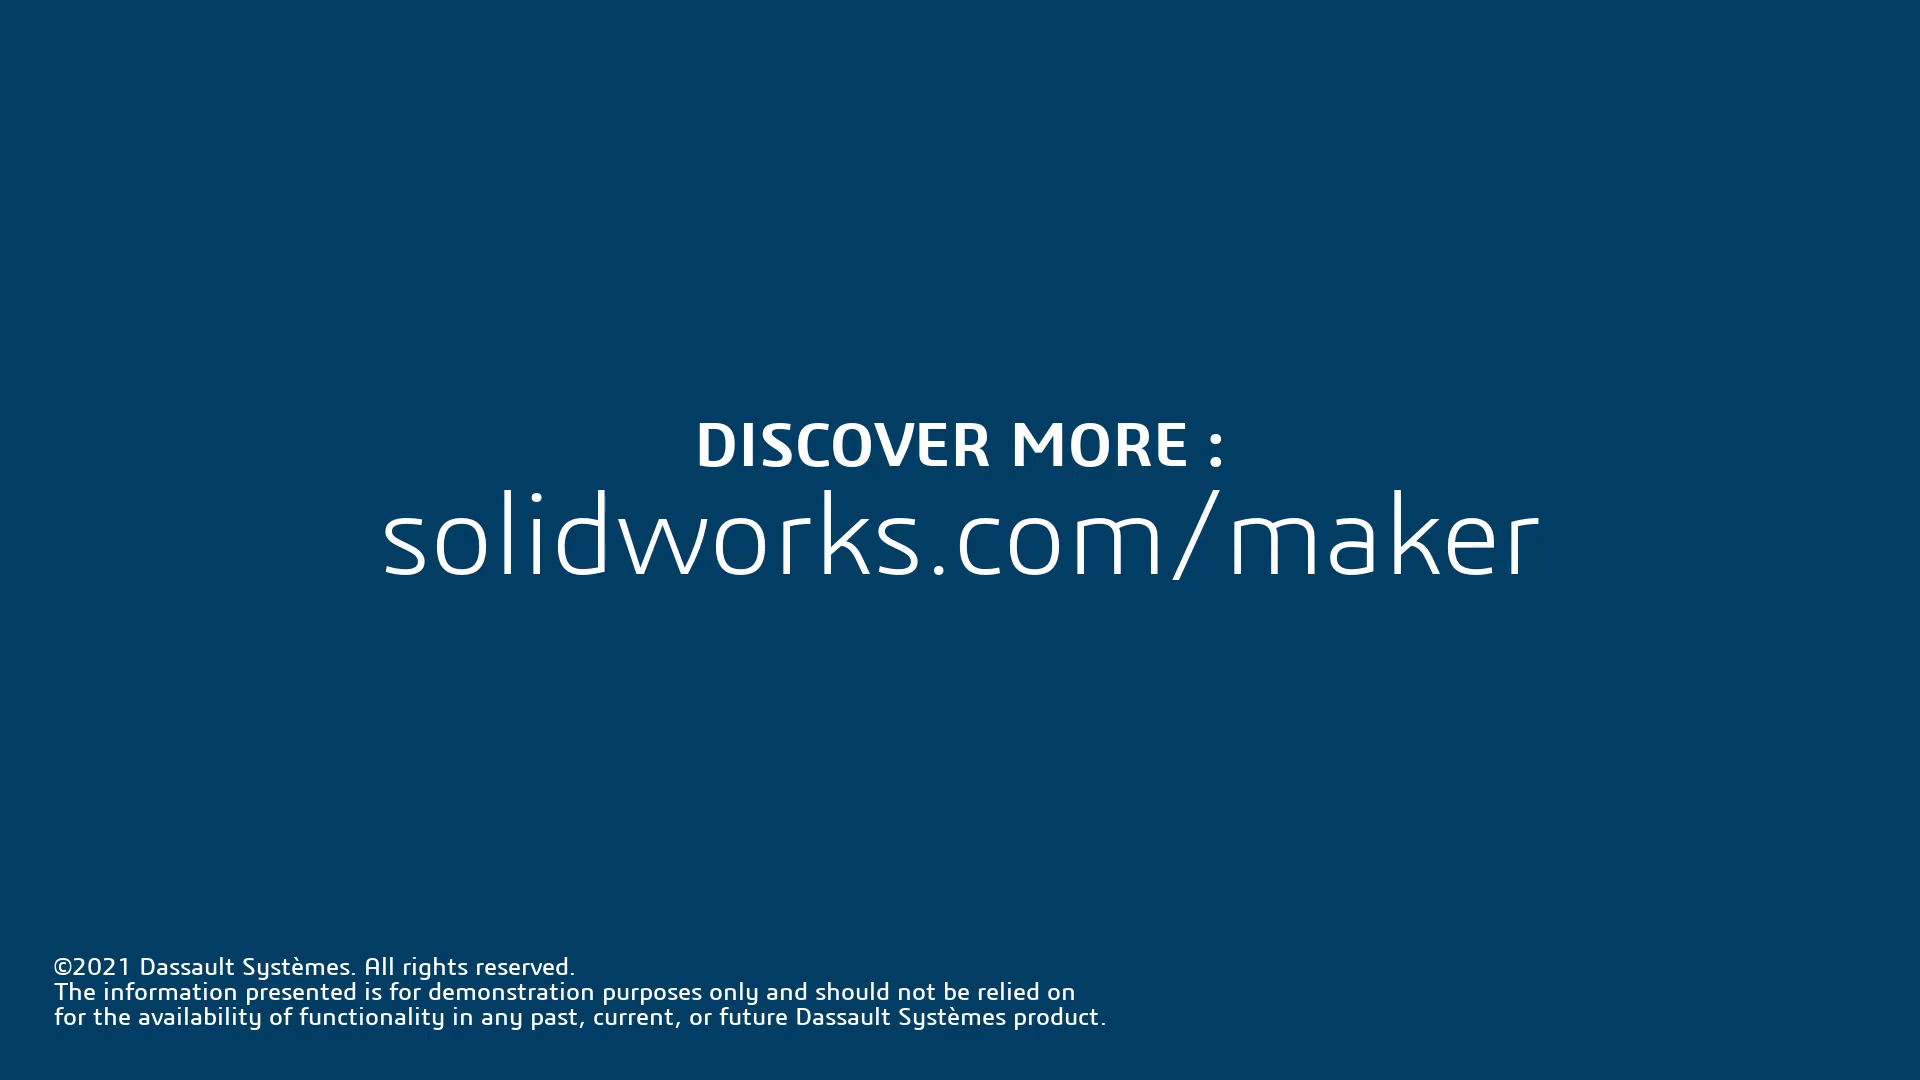 DISCOVER MORE :
solidworks.com/maker
©2021 Dassault Systèmes. All rights reserved.
The information presented is for demonstration purposes only and should not be relied on
for the availability of functionality in any past, current, or future Dassault Systèmes product.